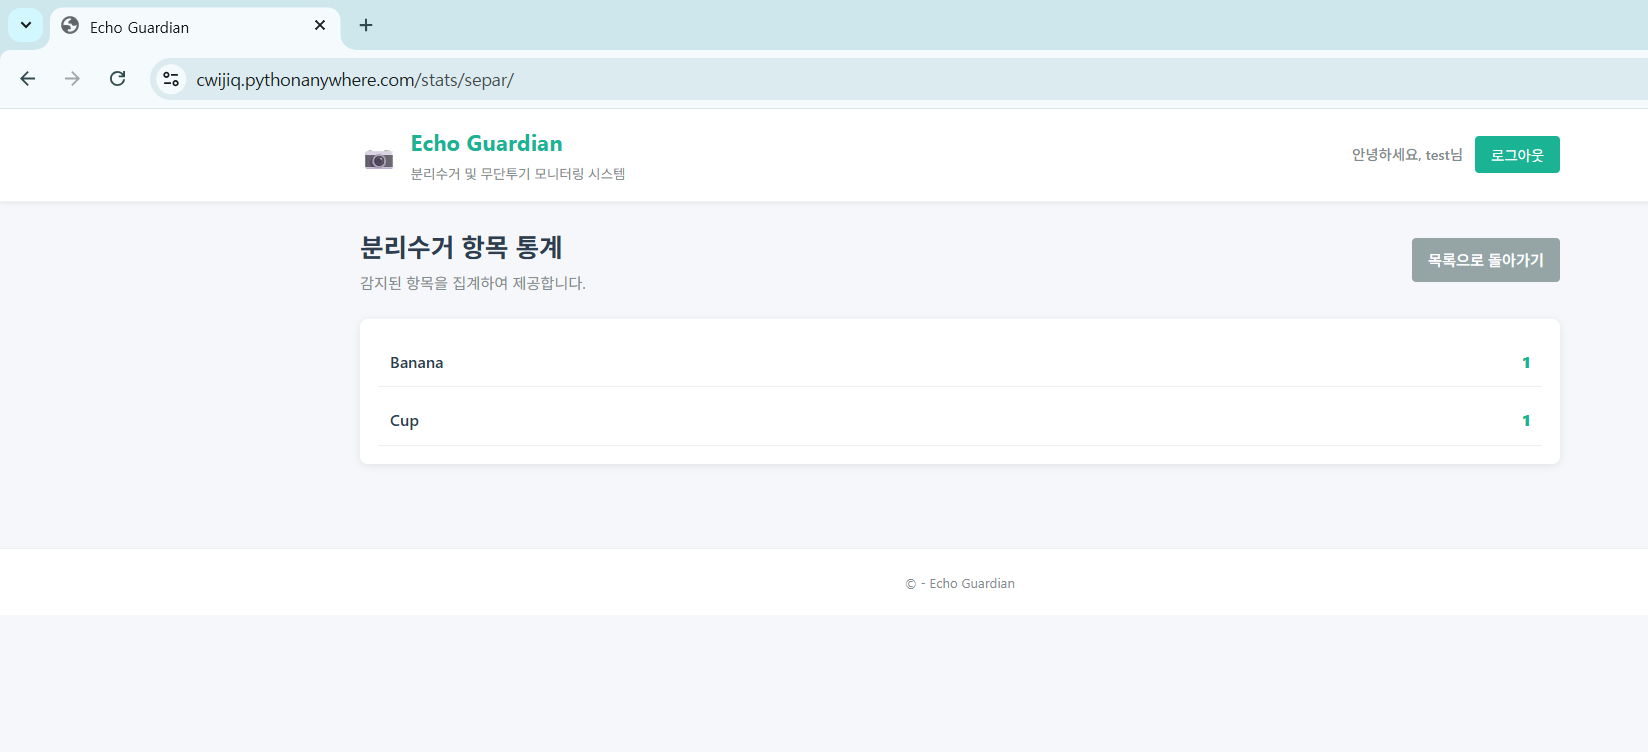 Echo Guardian
cwijiq.pythonanywhere.com/stats/separ/
Echo Guardian
분리수거 및 무단투기 모니터링 시스템
안녕하세요, test님
로그아웃
분리수거 항목 통계
감지된 항목을 집계하여 제공합니다.
목록으로 돌아가기
Banana 1
Cup 1
© - Echo Guardian